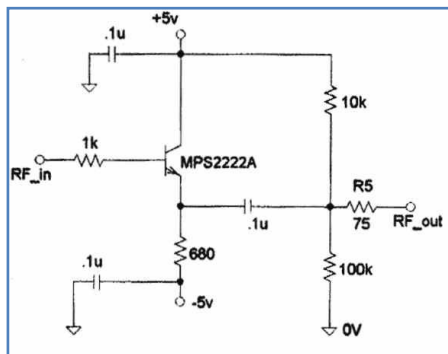 +5v
.1u
10k
1k
MPS2222A
RF_in
R5
RF_out
75
.1u
680
100k
.1u
-5v
0V